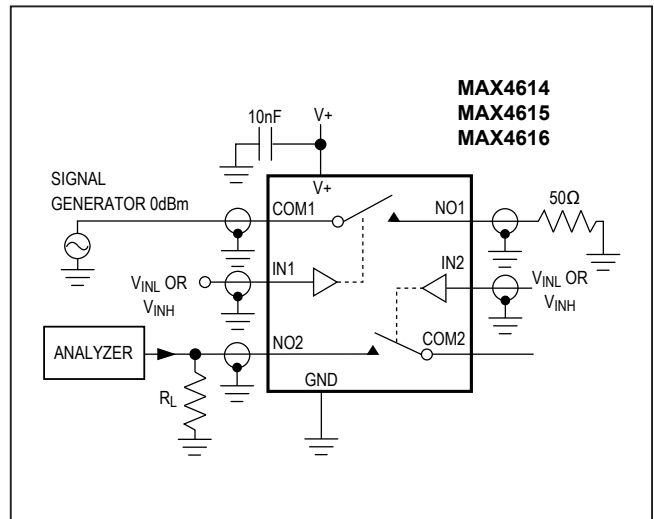 MAX4614
MAX4615
MAX4616
10nF
V+
V+
SIGNAL
GENERATOR 0dBm
COM1
NO1
50Ω
IN1
IN2
VINL OR
VINH
VINL OR
VINH
ANALYZER
NO2
COM2
RL
GND